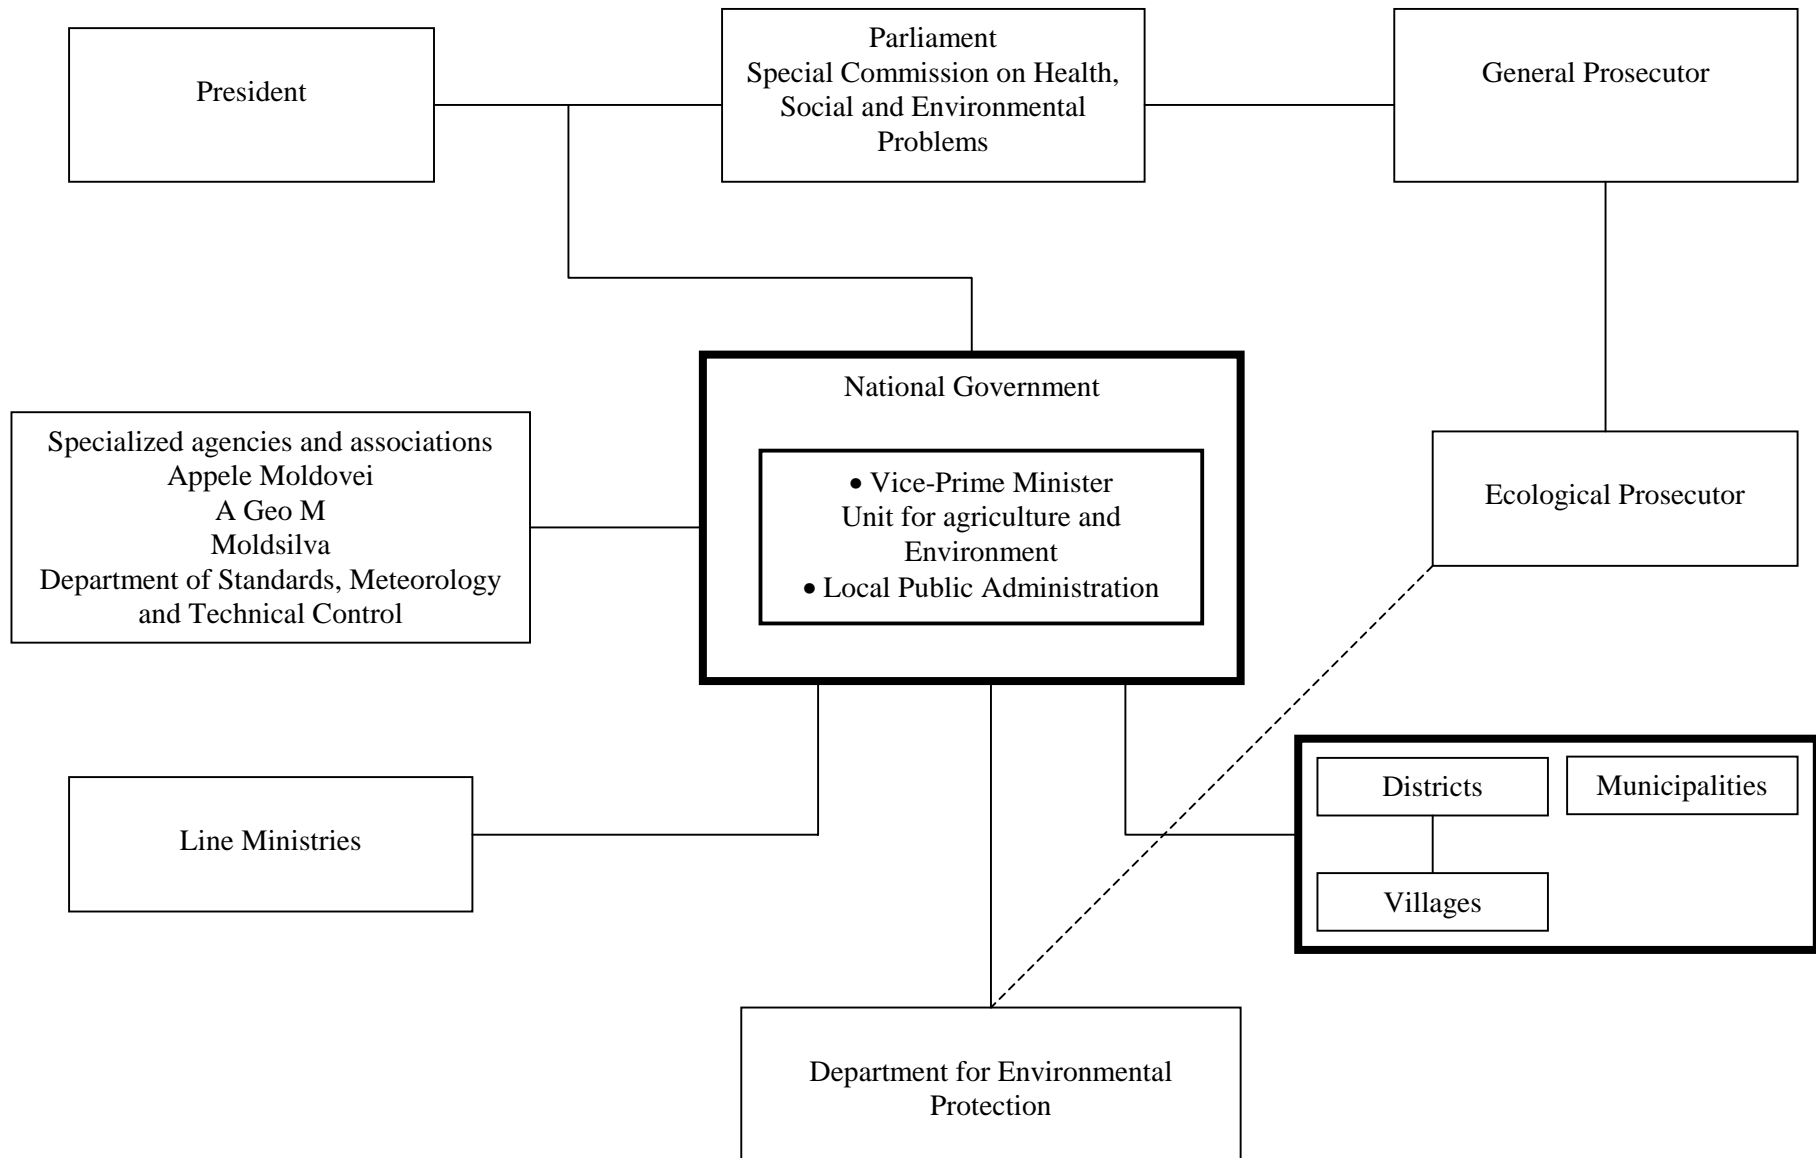 President
Parliament
Special Commission on Health,
Social and Environmental
Problems
General Prosecutor
National Government
• Vice-Prime Minister
Unit for agriculture and
Environment
• Local Public Administration
Specialized agencies and associations
Appele Moldovei
A Geo M
Moldsilva
Department of Standards, Meteorology
and Technical Control
Ecological Prosecutor
Line Ministries
Districts
Municipalities
Villages
Department for Environmental
Protection